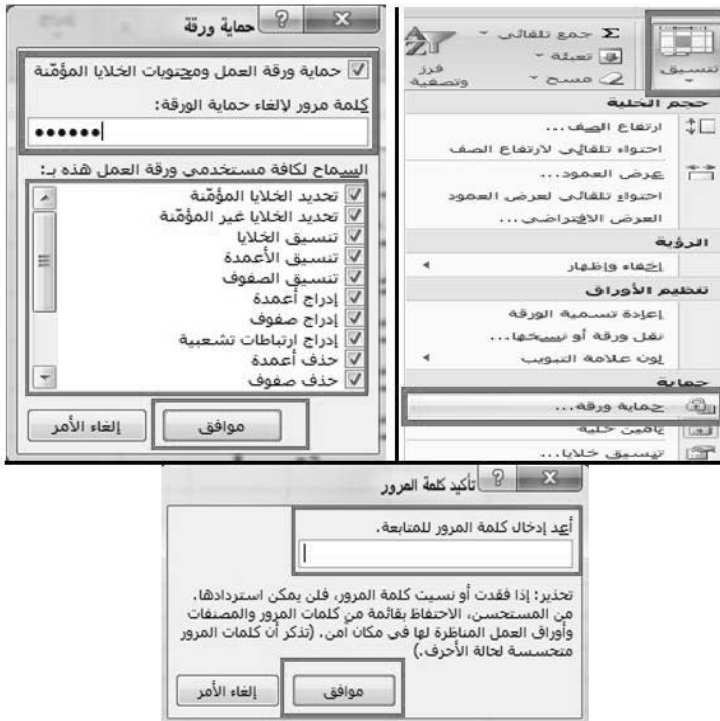 جمع تلقائي
تنسيق
تعبئة
فرز
وتصفية
مسح
حجم الخلية
ارتفاع الصف...
احتواء تلقائي لارتفاع الصف
عرض العمود...
احتواء تلقائي لعرض العمود
العرض الافتراضي...
الرؤية
إخفاء وإظهار
تنظيم الأوراق
إعادة تسمية الورقة
نقل ورقة أو نسخها...
لون علامة التبويب
حماية
حماية ورقة...
تأمين خلية
تنسيق خلايا...
حماية ورقة
حماية ورقة العمل ومحتويات الخلايا المؤمّنة
كلمة مرور لإلغاء حماية الورقة:
السماح لكافة مستخدمي ورقة العمل هذه بـ:
تحديد الخلايا المؤمّنة
تحديد الخلايا غير المؤمّنة
تنسيق الخلايا
تنسيق الأعمدة
تنسيق الصفوف
إدراج أعمدة
إدراج صفوف
إدراج ارتباطات تشعبية
حذف أعمدة
حذف صفوف
موافق
إلغاء الأمر
تأكيد كلمة المرور
أعد إدخال كلمة المرور للمتابعة.
تحذير: إذا فقدت أو نسيت كلمة المرور، فلن يمكن استردادها.
من المستحسن، الاحتفاظ بقائمة من كلمات المرور والمصنفات
وأوراق العمل المناظرة لها في مكان آمن. (تذكر أن كلمات المرور
متحسسة لحالة الأحرف.)
موافق
إلغاء الأمر